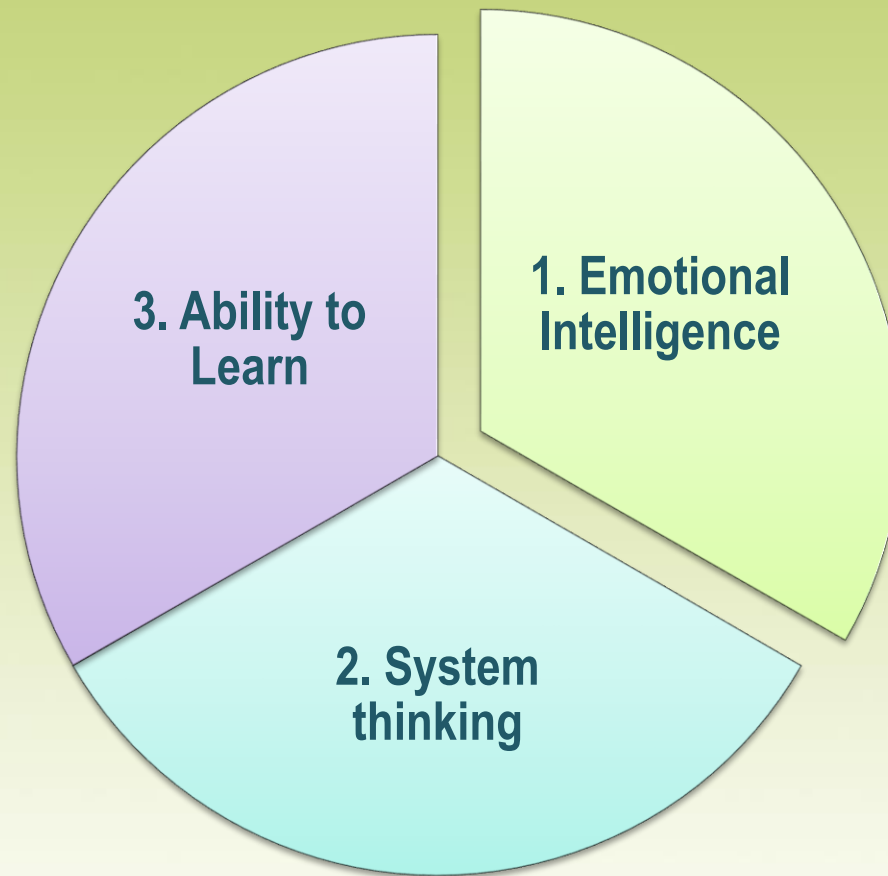 1. Emotional
Intelligence
2. System
thinking
3. Ability to
Learn